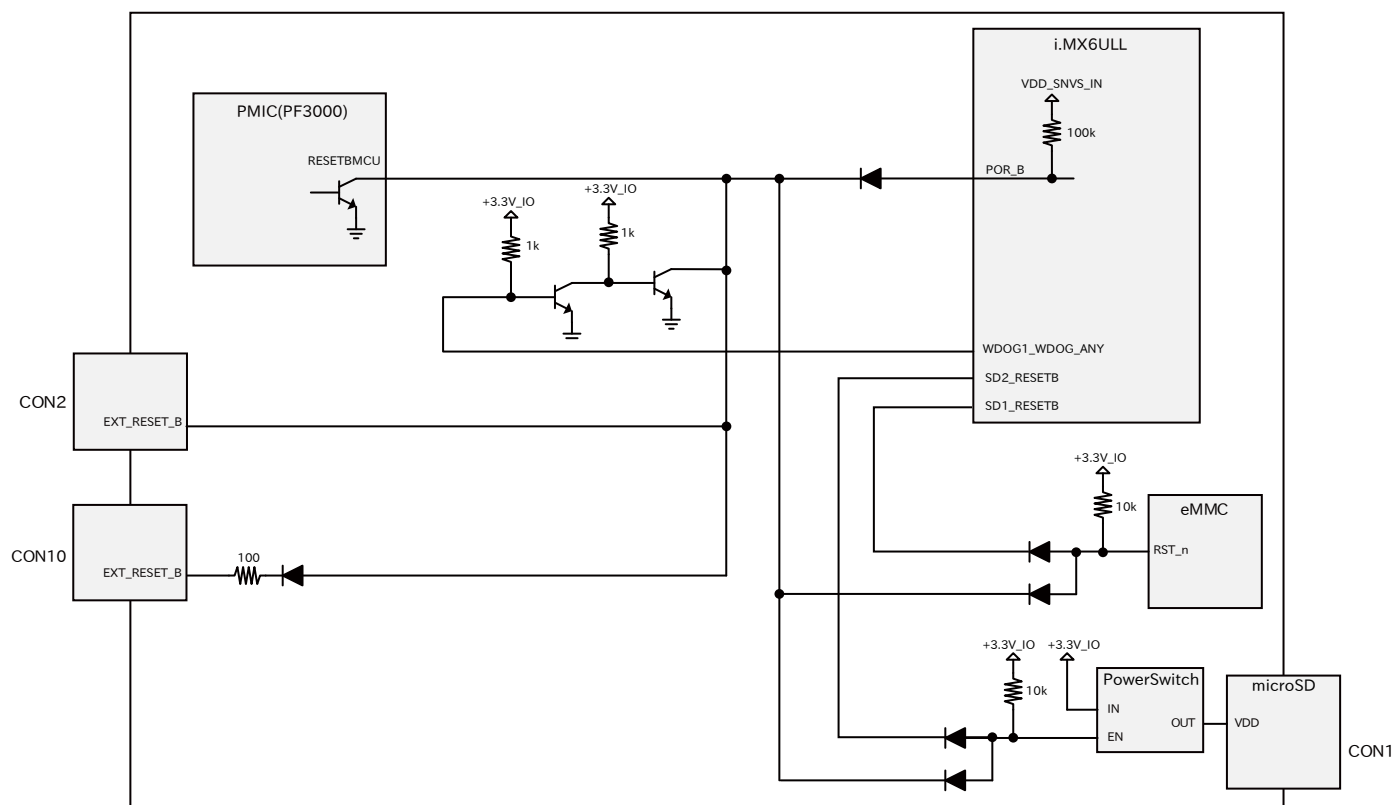 i.MX6ULL
VDD_SNVS_IN
100k
POR_B
PMIC(PF3000)
RESETBMCU
+3.3V_IO
1k
+3.3V_IO
1k
WDOG1_WDOG_ANY
SD2_RESETB
SD1_RESETB
CON2
EXT_RESET_B
CON10
EXT_RESET_B
100
+3.3V_IO
10k
eMMC
RST_n
+3.3V_IO
+3.3V_IO
10k
PowerSwitch
IN
OUT
EN
microSD
VDD
CON1